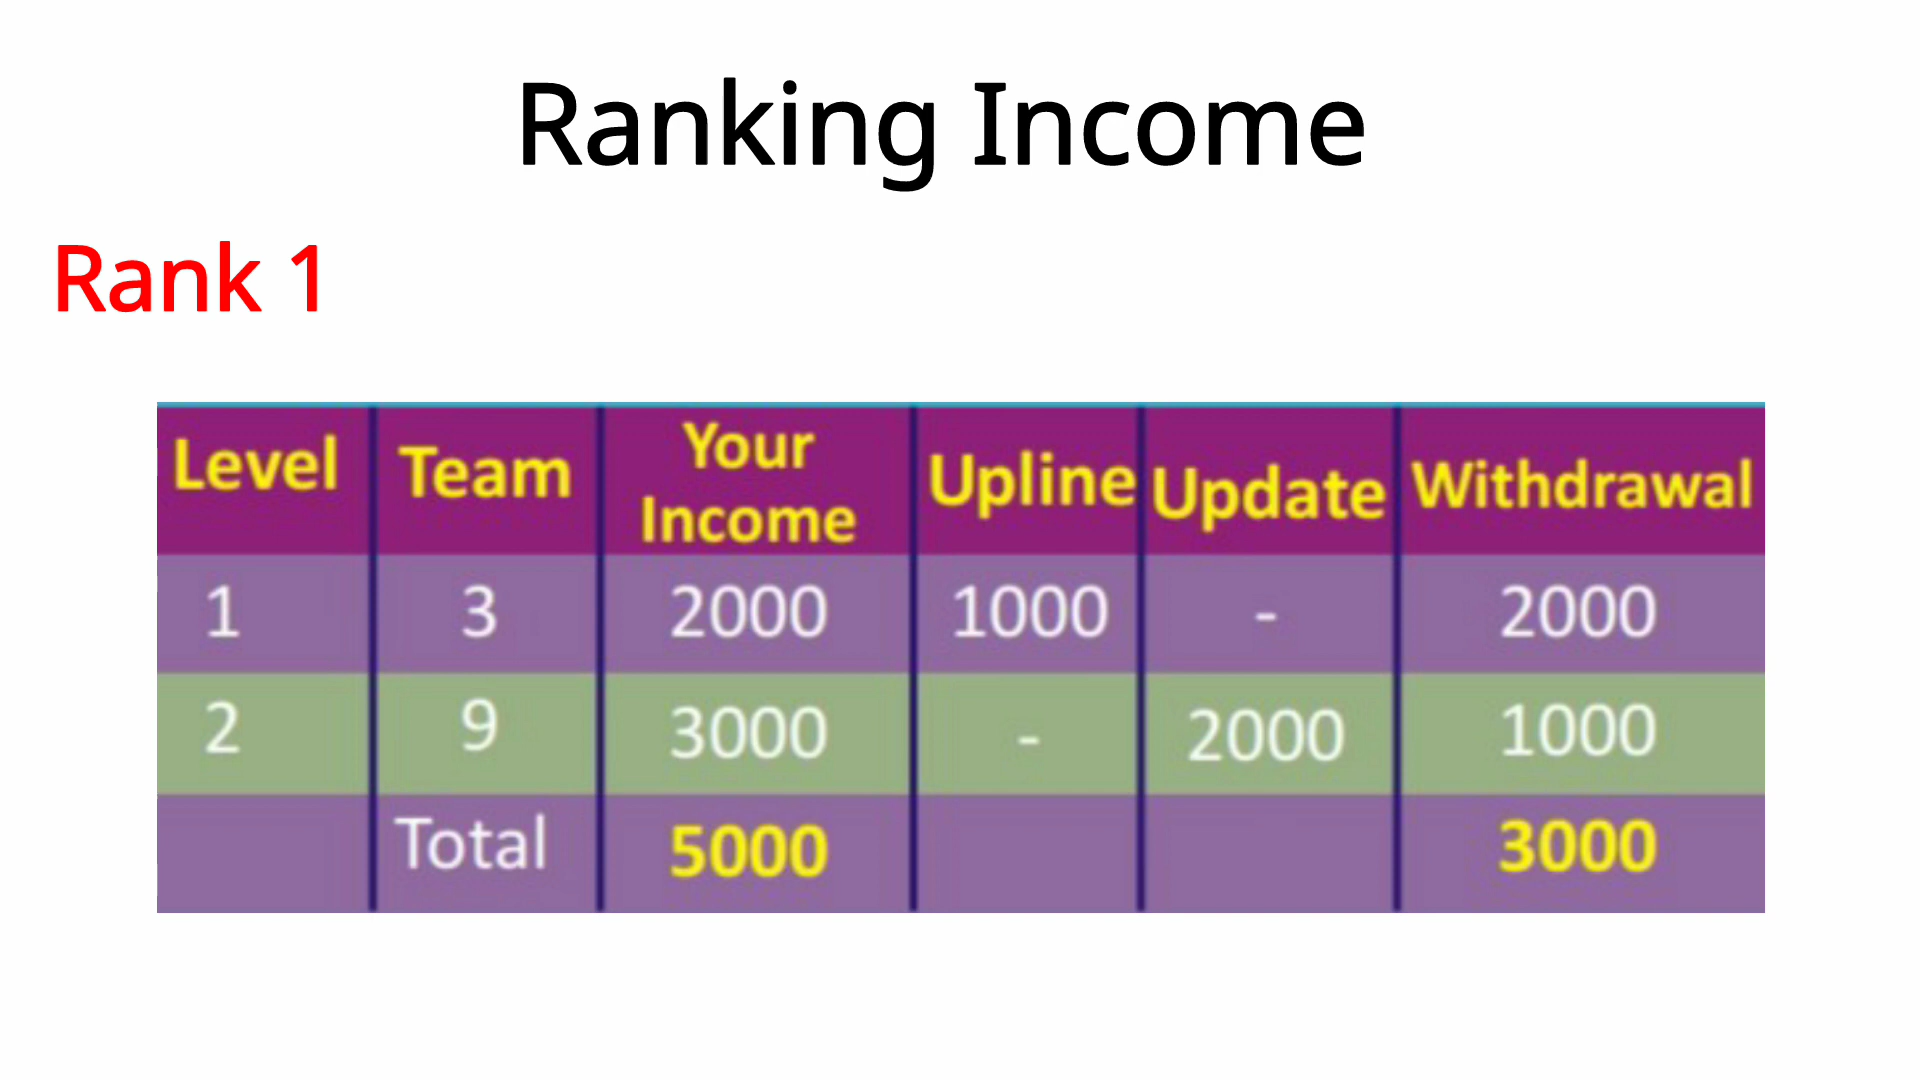 Ranking Income
Rank 1
Level Team Your Income Upline Update Withdrawal
1 3 2000 1000 - 2000
2 9 3000 - 2000 1000
Total 5000 3000